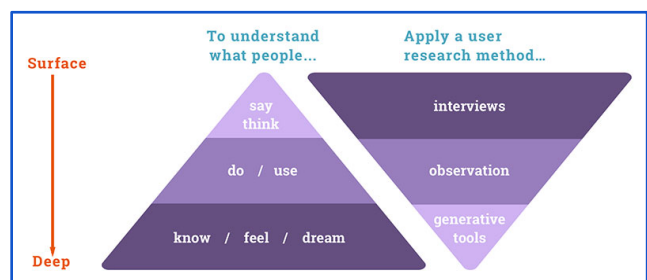 To understand
what people...
Apply a user
research method...
Surface
say
think
interviews
do / use
observation
know / feel / dream
generative
tools
Deep